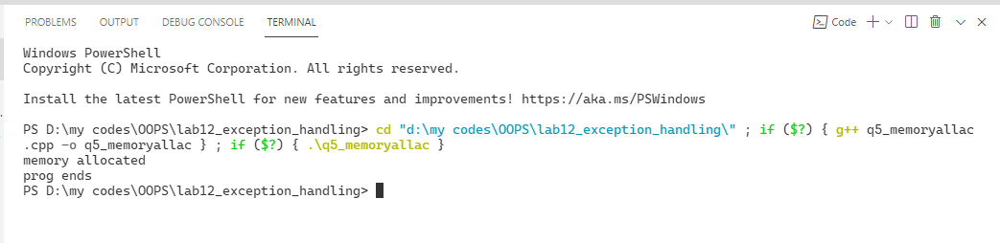 PROBLEMS OUTPUT DEBUG CONSOLE TERMINAL Code
Windows PowerShell
Copyright (C) Microsoft Corporation. All rights reserved.
Install the latest PowerShell for new features and improvements! https://aka.ms/PSWindows
PS D:\my codes\OOPS\lab12_exception_handling> cd "d:\my codes\OOPS\lab12_exception_handling\" ; if ($?) { g++ q5_memoryallac
.cpp -o q5_memoryallac } ; if ($?) { .\q5_memoryallac }
memory allocated
prog ends
PS D:\my codes\OOPS\lab12_exception_handling>